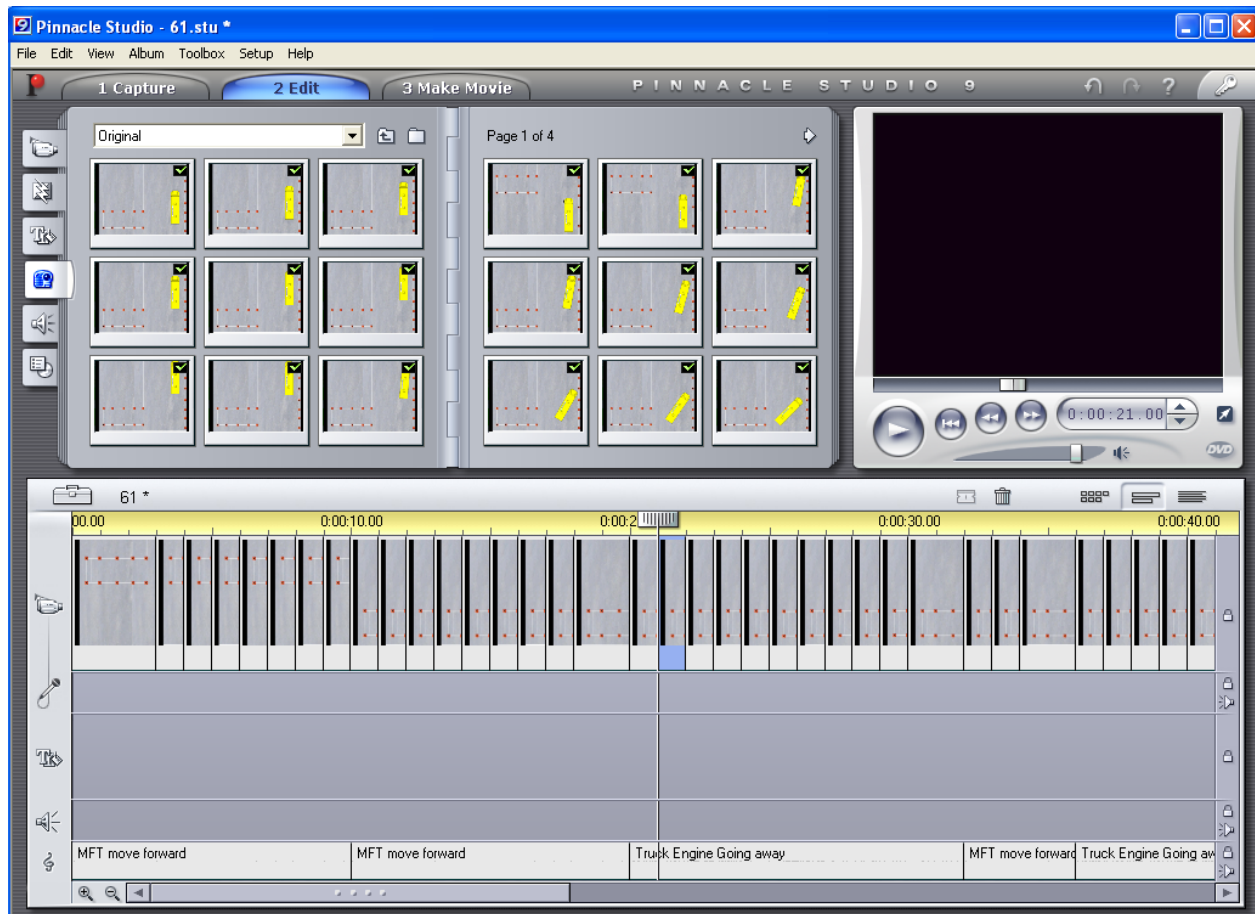 Pinnacle Studio - 61.stu *
File Edit View Album Toolbox Setup Help
1 Capture 2 Edit 3 Make Movie PINNACLE STUDIO 9 ?
Original
Page 1 of 4
0:00:21.00
DVD
61 *
00.00 0:00:10.00 0:00:2 0:00:30.00 0:00:40.00
MFT move forward MFT move forward Truck Engine Going away MFT move forward Truck Engine Going aw